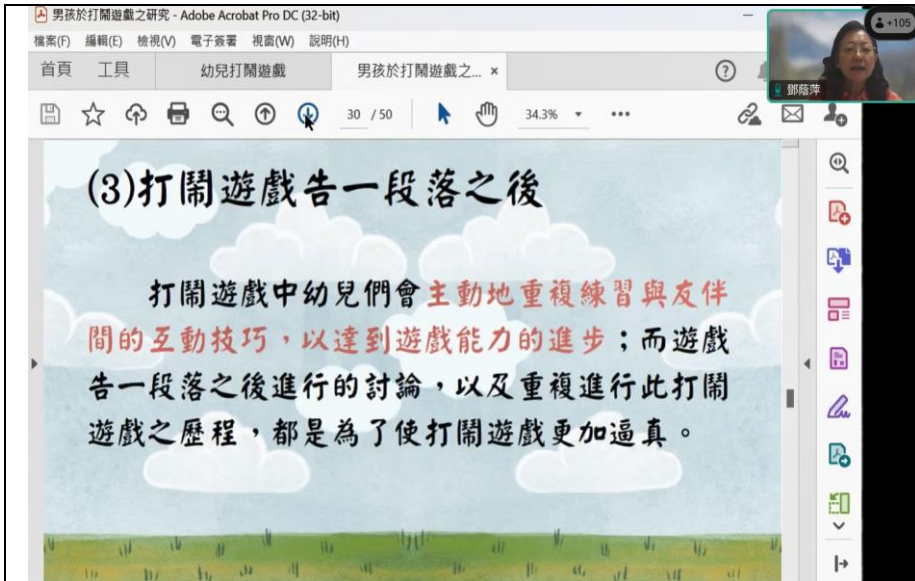 男孩於打鬧遊戲之研究 - Adobe Acrobat Pro DC (32-bit)
檔案(F) 編輯(E) 檢視(V) 電子簽署 視窗(W) 說明(H)
首頁 工具 幼兒打鬧遊戲 男孩於打鬧遊戲之... ×
30 / 50 34.3%
+105
鄧蔭萍
(3)打鬧遊戲告一段落之後
打鬧遊戲中幼兒們會主動地重複練習與友伴
間的互動技巧，以達到遊戲能力的進步；而遊戲
告一段落之後進行的討論，以及重複進行此打鬧
遊戲之歷程，都是為了使打鬧遊戲更加逼真。